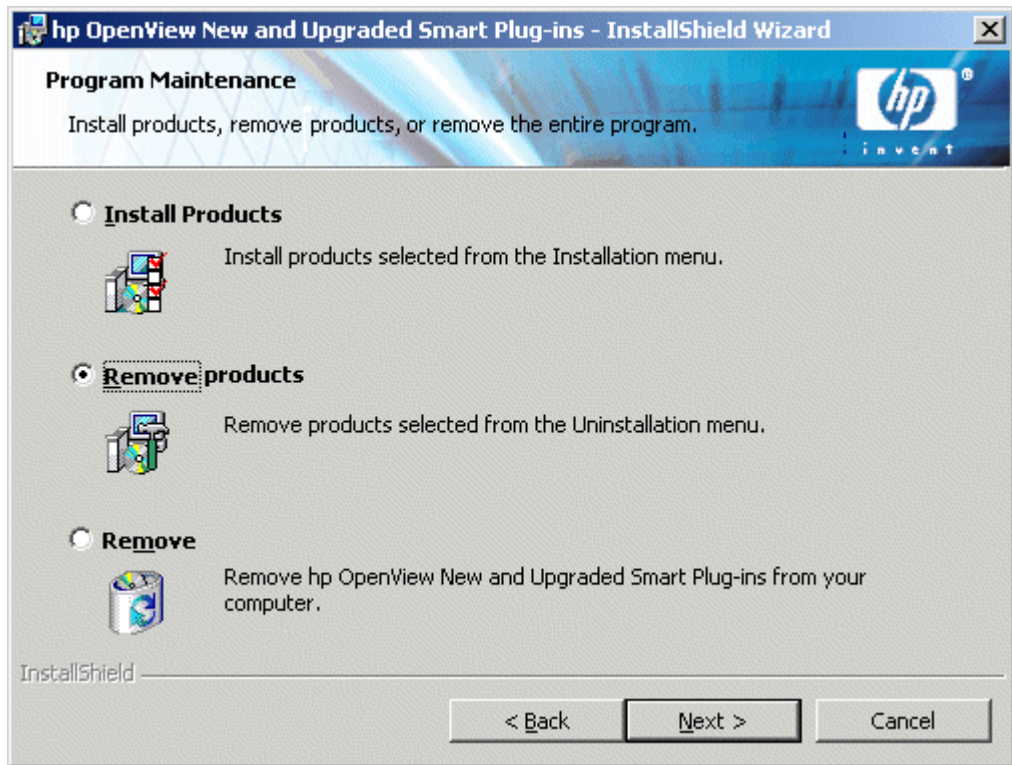 hp OpenView New and Upgraded Smart Plug-ins - InstallShield Wizard
Program Maintenance
Install products, remove products, or remove the entire program.
hp
®
invent
Install Products
Install products selected from the Installation menu.
Remove products
Remove products selected from the Uninstallation menu.
Remove
Remove hp OpenView New and Upgraded Smart Plug-ins from your
computer.
InstallShield
< Back
Next >
Cancel